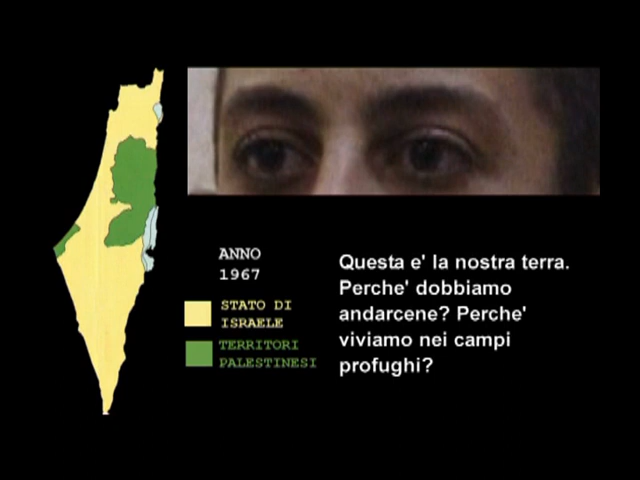 ANNO
1967
STATO DI
ISRAELE
TERRITORI
PALESTINESI
Questa e' la nostra terra.
Perche' dobbiamo
andarcene? Perche'
viviamo nei campi
profughi?